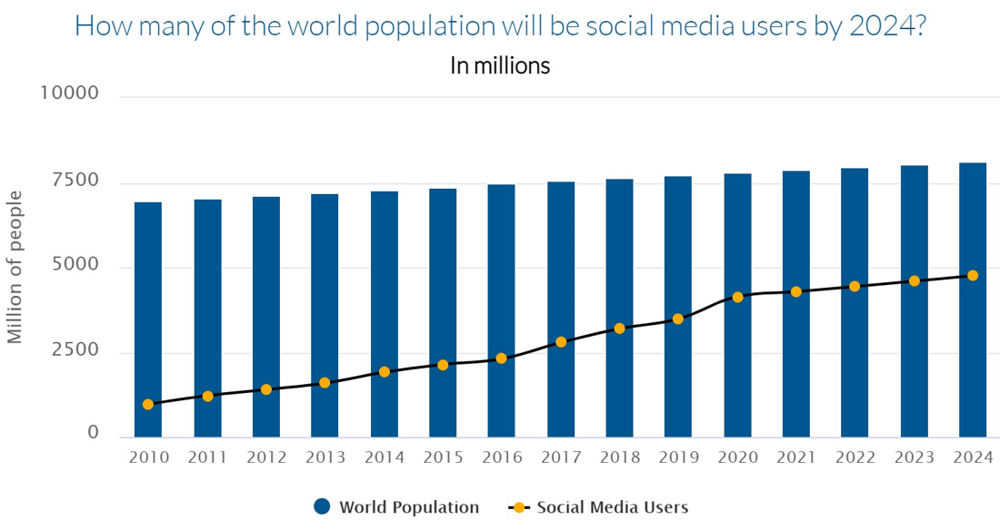 How many of the world population will be social media users by 2024?
In millions
10000
7500
5000
2500
0
Million of people
2010 2011 2012 2013 2014 2015 2016 2017 2018 2019 2020 2021 2022 2023 2024
World Population Social Media Users